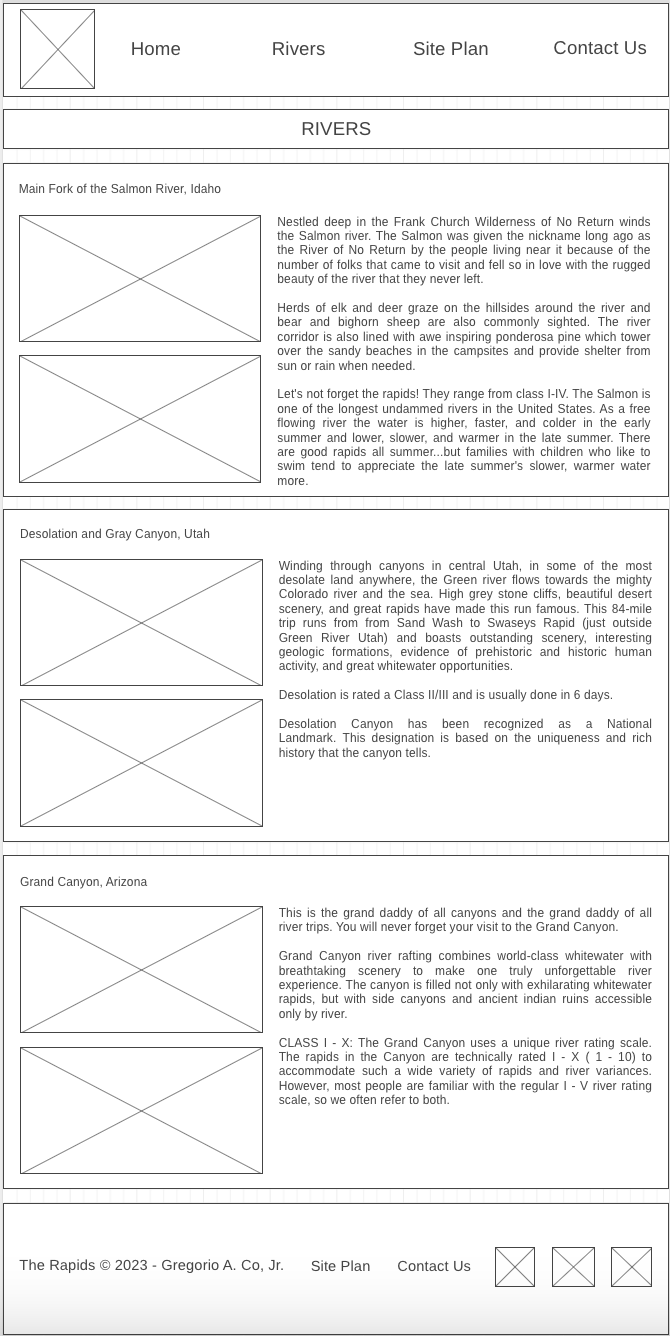 Home Rivers Site Plan Contact Us
RIVERS
Main Fork of the Salmon River, Idaho
Nestled deep in the Frank Church Wilderness of No Return winds
the Salmon river. The Salmon was given the nickname long ago as
the River of No Return by the people living near it because of the
number of folks that came to visit and fell so in love with the rugged
beauty of the river that they never left.
Herds of elk and deer graze on the hillsides around the river and
bear and bighorn sheep are also commonly sighted. The river
corridor is also lined with awe inspiring ponderosa pine which tower
over the sandy beaches in the campsites and provide shelter from
sun or rain when needed.
Let's not forget the rapids! They range from class I-IV. The Salmon is
one of the longest undammed rivers in the United States. As a free
flowing river the water is higher, faster, and colder in the early
summer and lower, slower, and warmer in the late summer. There
are good rapids all summer...but families with children who like to
swim tend to appreciate the late summer's slower, warmer water
more.
Desolation and Gray Canyon, Utah
Winding through canyons in central Utah, in some of the most
desolate land anywhere, the Green river flows towards the mighty
Colorado river and the sea. High grey stone cliffs, beautiful desert
scenery, and great rapids have made this run famous. This 84-mile
trip runs from from Sand Wash to Swaseys Rapid (just outside
Green River Utah) and boasts outstanding scenery, interesting
geologic formations, evidence of prehistoric and historic human
activity, and great whitewater opportunities.
Desolation is rated a Class II/III and is usually done in 6 days.
Desolation Canyon has been recognized as a National
Landmark. This designation is based on the uniqueness and rich
history that the canyon tells.
Grand Canyon, Arizona
This is the grand daddy of all canyons and the grand daddy of all
river trips. You will never forget your visit to the Grand Canyon.
Grand Canyon river rafting combines world-class whitewater with
breathtaking scenery to make one truly unforgettable river
experience. The canyon is filled not only with exhilarating whitewater
rapids, but with side canyons and ancient indian ruins accessible
only by river.
CLASS I - X: The Grand Canyon uses a unique river rating scale.
The rapids in the Canyon are technically rated I - X ( 1 - 10) to
accommodate such a wide variety of rapids and river variances.
However, most people are familiar with the regular I - V river rating
scale, so we often refer to both.
The Rapids © 2023 - Gregorio A. Co, Jr. Site Plan Contact Us